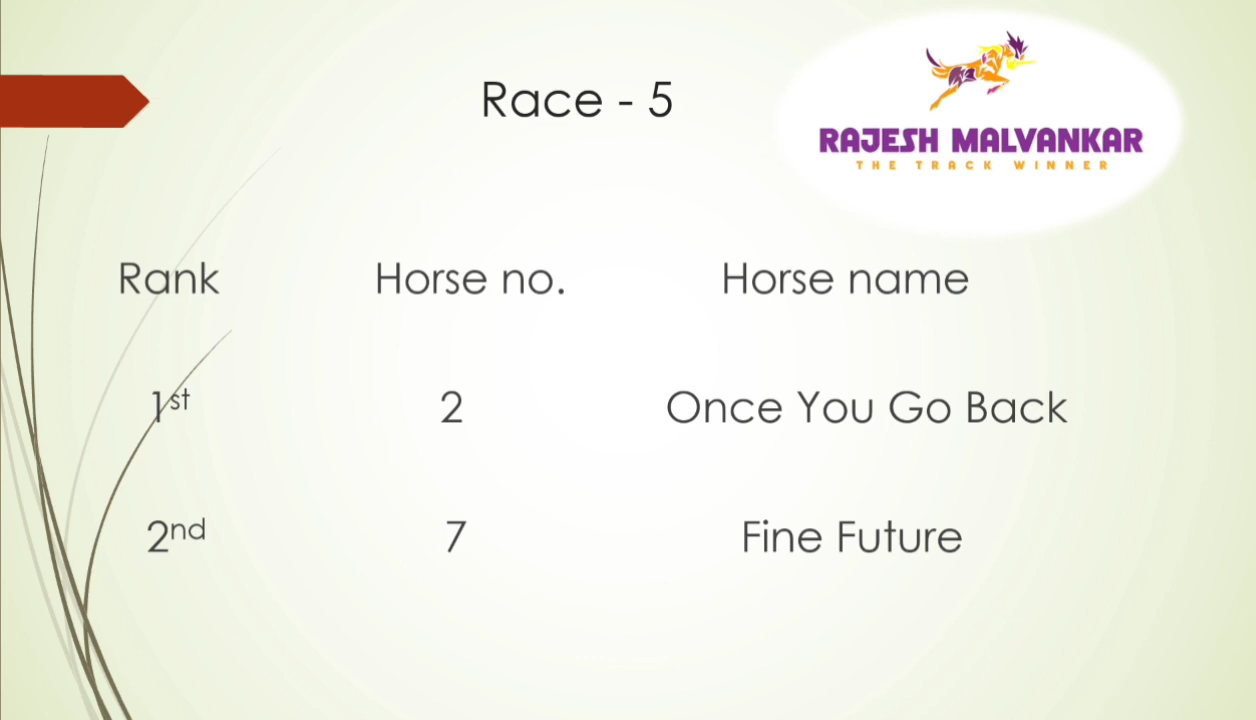 Race - 5
RAJESH MALVANKAR
THE TRACK WINNER
Rank Horse no. Horse name
1st 2 Once You Go Back
2nd 7 Fine Future